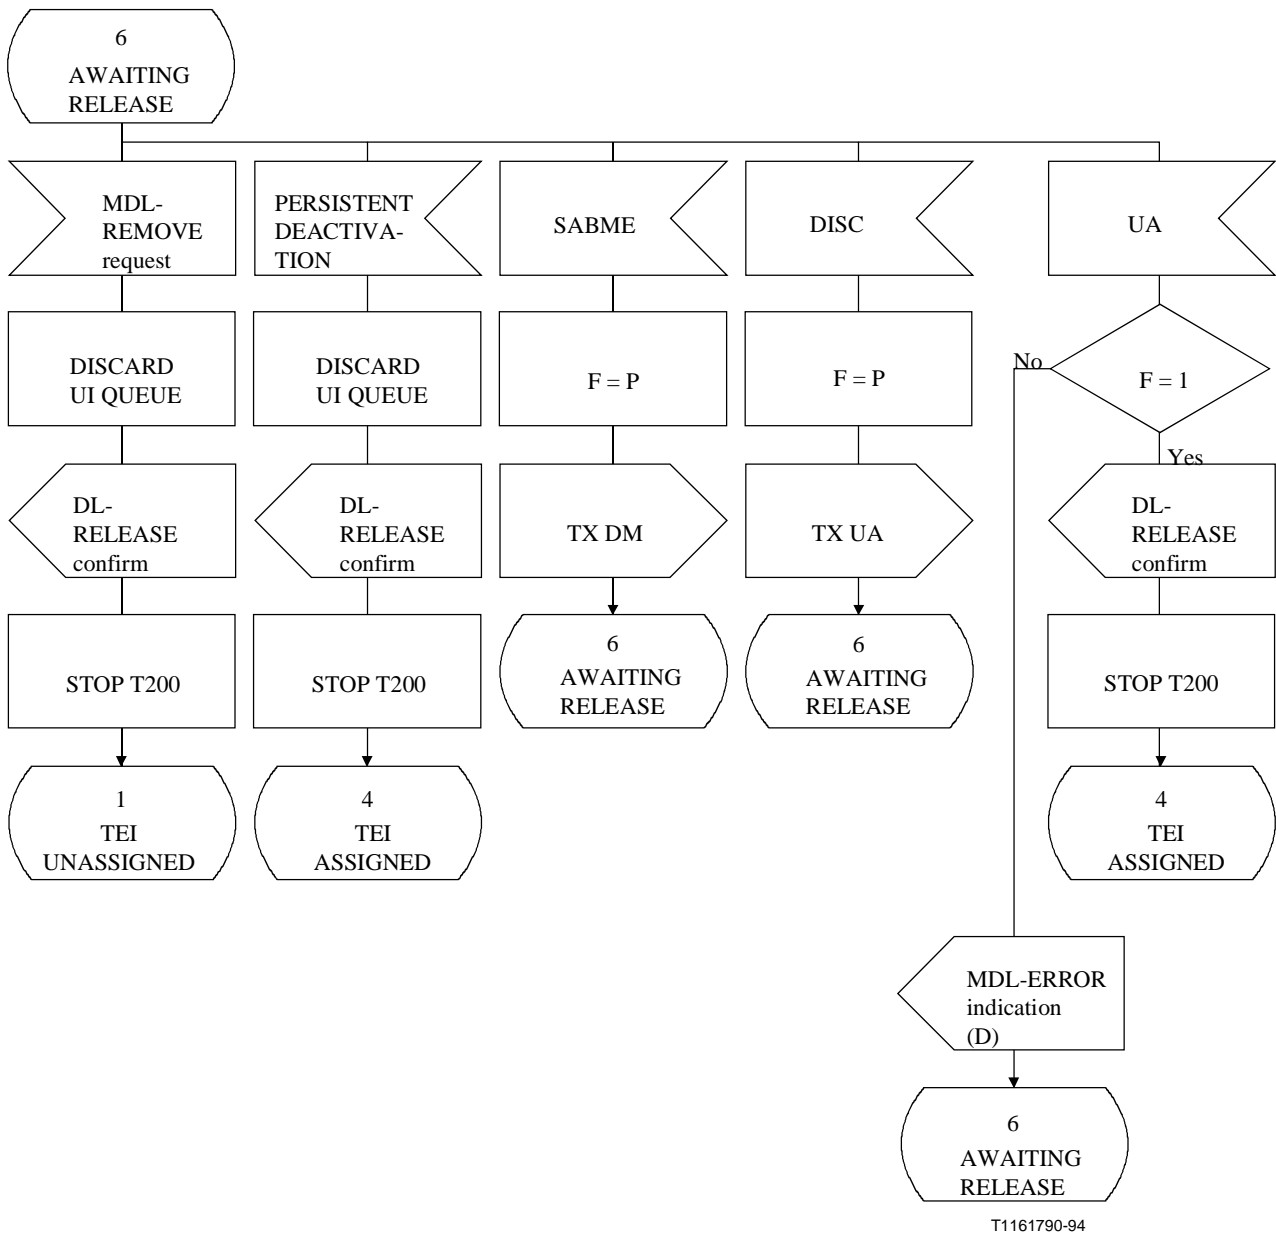 6
AWAITING
RELEASE
MDL-
REMOVE
request
PERSISTENT
DEACTIVA-
TION
SABME
DISC
UA
DISCARD
UI QUEUE
DISCARD
UI QUEUE
F = P
F = P
No
F = 1
Yes
DL-
RELEASE
confirm
DL-
RELEASE
confirm
TX DM
TX UA
DL-
RELEASE
confirm
STOP T200
STOP T200
6
AWAITING
RELEASE
6
AWAITING
RELEASE
STOP T200
1
TEI
UNASSIGNED
4
TEI
ASSIGNED
4
TEI
ASSIGNED
MDL-ERROR
indication
(D)
6
AWAITING
RELEASE
T1161790-94